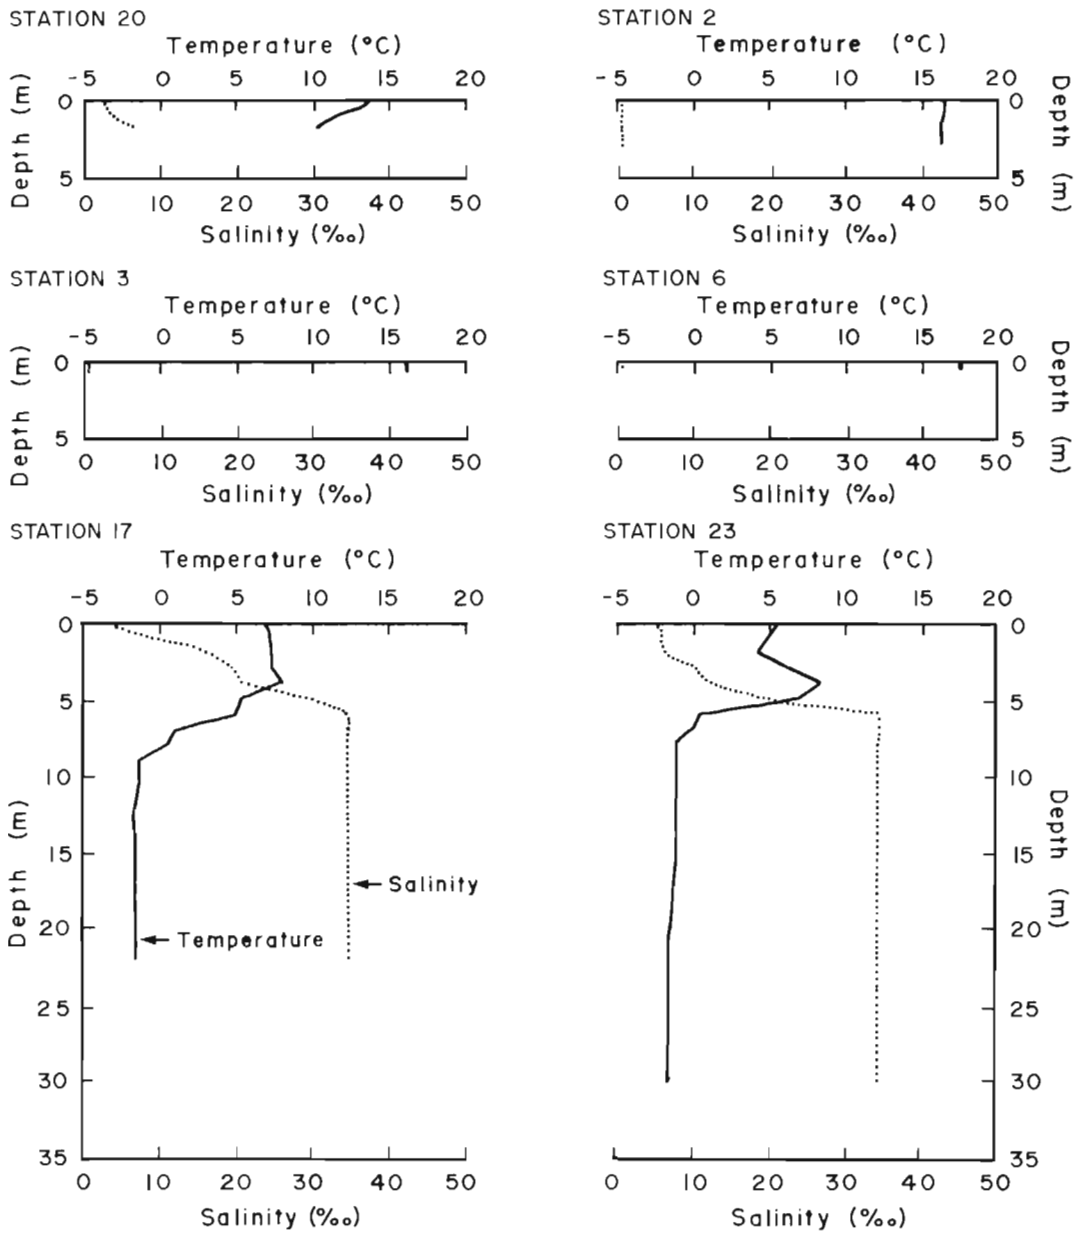 STATION 20
Temperature (°C)
-5 0 5 10 15 20
Depth (m)
0
5
0 10 20 30 40 50
Salinity (‰)
STATION 2
Temperature (°C)
-5 0 5 10 15 20
Depth (m)
0
5
0 10 20 30 40 50
Salinity (‰)
STATION 3
Temperature (°C)
-5 0 5 10 15 20
Depth (m)
0
5
0 10 20 30 40 50
Salinity (‰)
STATION 6
Temperature (°C)
-5 0 5 10 15 20
Depth (m)
0
5
0 10 20 30 40 50
Salinity (‰)
STATION 17
Temperature (°C)
-5 0 5 10 15 20
Depth (m)
0
5
10
15
20
25
30
35
Salinity
Temperature
0 10 20 30 40 50
Salinity (‰)
STATION 23
Temperature (°C)
-5 0 5 10 15 20
Depth (m)
0
5
10
15
20
25
30
35
0 10 20 30 40 50
Salinity (‰)